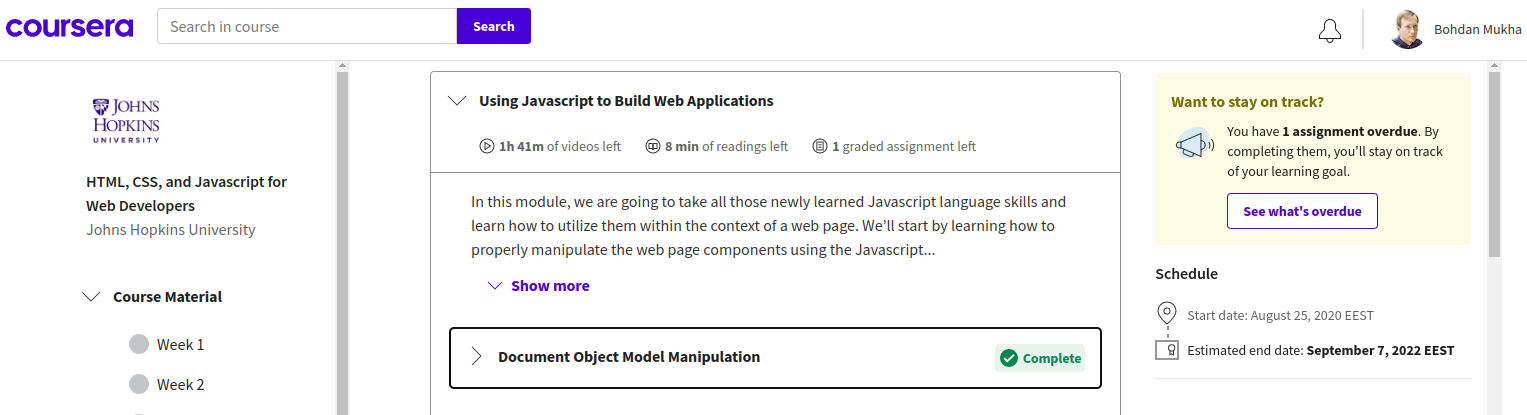 coursera
Search in course
Search
Bohdan Mukha
JOHNS
HOPKINS
UNIVERSITY
HTML, CSS, and Javascript for
Web Developers
Johns Hopkins University
Course Material
Week 1
Week 2
Using Javascript to Build Web Applications
1h 41m of videos left
8 min of readings left
1 graded assignment left
In this module, we are going to take all those newly learned Javascript language skills and
learn how to utilize them within the context of a web page. We’ll start by learning how to
properly manipulate the web page components using the Javascript...
Show more
Document Object Model Manipulation
Complete
Want to stay on track?
You have 1 assignment overdue. By
completing them, you'll stay on track
of your learning goal.
See what's overdue
Schedule
Start date: August 25, 2020 EEST
Estimated end date: September 7, 2022 EEST